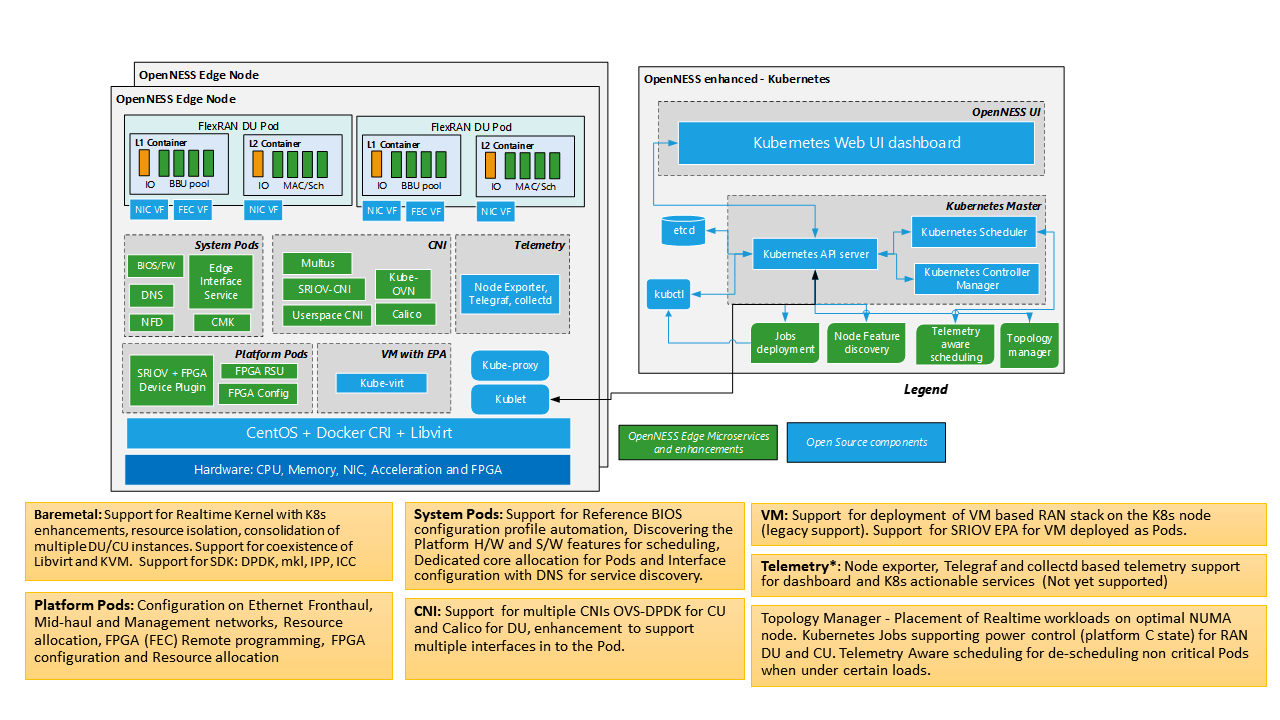 OpenNESS Edge Node
OpenNESS Edge Node
FlexRAN DU Pod
L1 Container
IO
BBU pool
L2 Container
IO
MAC/Sch
NIC VF
FEC VF
NIC VF
FlexRAN DU Pod
L1 Container
IO
BBU pool
L2 Container
IO
MAC/Sch
NIC VF
FEC VF
NIC VF
System Pods
BIOS/FW
DNS
NFD
Edge
Interface
Service
CMK
CNI
Multus
SRIOV-CNI
Userspace CNI
Kube-
OVN
Calico
Telemetry
Node Exporter,
Telegraf, collectd
Platform Pods
SRIOV + FPGA
Device Plugin
FPGA RSU
FPGA Config
VM with EPA
Kube-virt
Kube-proxy
Kublet
CentOS + Docker CRI + Libvirt
Hardware: CPU, Memory, NIC, Acceleration and FPGA
OpenNESS enhanced - Kubernetes
OpenNESS UI
Kubernetes Web UI dashboard
Kubernetes Master
etcd
Kubernetes API server
Kubernetes Scheduler
Kubernetes Controller
Manager
kubctl
Jobs
deployment
Node Feature
discovery
Telemetry
aware
scheduling
Topology
manager
Legend
OpenNESS Edge Microservices
and enhancements
Open Source components
Baremetal: Support for Realtime Kernel with K8s
enhancements, resource isolation, consolidation of
multiple DU/CU instances. Support for coexistence of
Libvirt and KVM. Support for SDK: DPDK, mkl, IPP, ICC
Platform Pods: Configuration on Ethernet Fronthaul,
Mid-haul and Management networks, Resource
allocation, FPGA (FEC) Remote programming, FPGA
configuration and Resource allocation
System Pods: Support for Reference BIOS
configuration profile automation, Discovering the
Platform H/W and S/W features for scheduling,
Dedicated core allocation for Pods and Interface
configuration with DNS for service discovery.
CNI: Support for multiple CNIs OVS-DPDK for CU
and Calico for DU, enhancement to support
multiple interfaces in to the Pod.
VM: Support for deployment of VM based RAN stack on the K8s node
(legacy support). Support for SRIOV EPA for VM deployed as Pods.
Telemetry*: Node exporter, Telegraf and collectd based telemetry support
for dashboard and K8s actionable services (Not yet supported)
Topology Manager - Placement of Realtime workloads on optimal NUMA
node. Kubernetes Jobs supporting power control (platform C state) for RAN
DU and CU. Telemetry Aware scheduling for de-scheduling non critical Pods
when under certain loads.